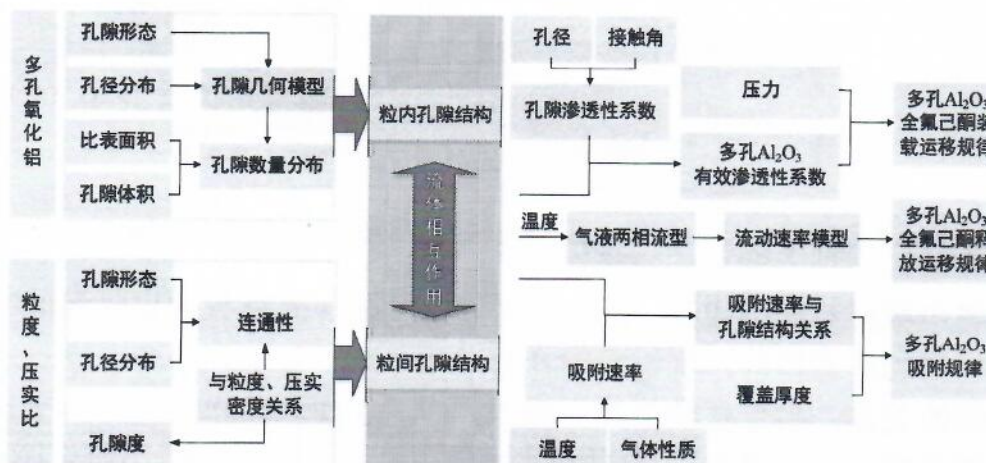 多孔氧化铝
孔隙形态
孔径分布
比表面积
孔隙体积
孔隙几何模型
孔隙数量分布
粒度、压实比
孔隙形态
孔径分布
孔隙度
连通性
与粒度、压实
密度关系
粒内孔隙结构
流体相互作用
粒间孔隙结构
孔径
接触角
孔隙渗透性系数
压力
多孔Al₂O₃
有效渗透性系数
多孔Al₂O₃
全氟己酮装
载运移规律
温度
气液两相流型
流动速率模型
多孔Al₂O₃
全氟己酮释
放运移规律
吸附速率与
孔隙结构关系
吸附速率
覆盖厚度
温度
气体性质
多孔Al₂O₃
吸附规律